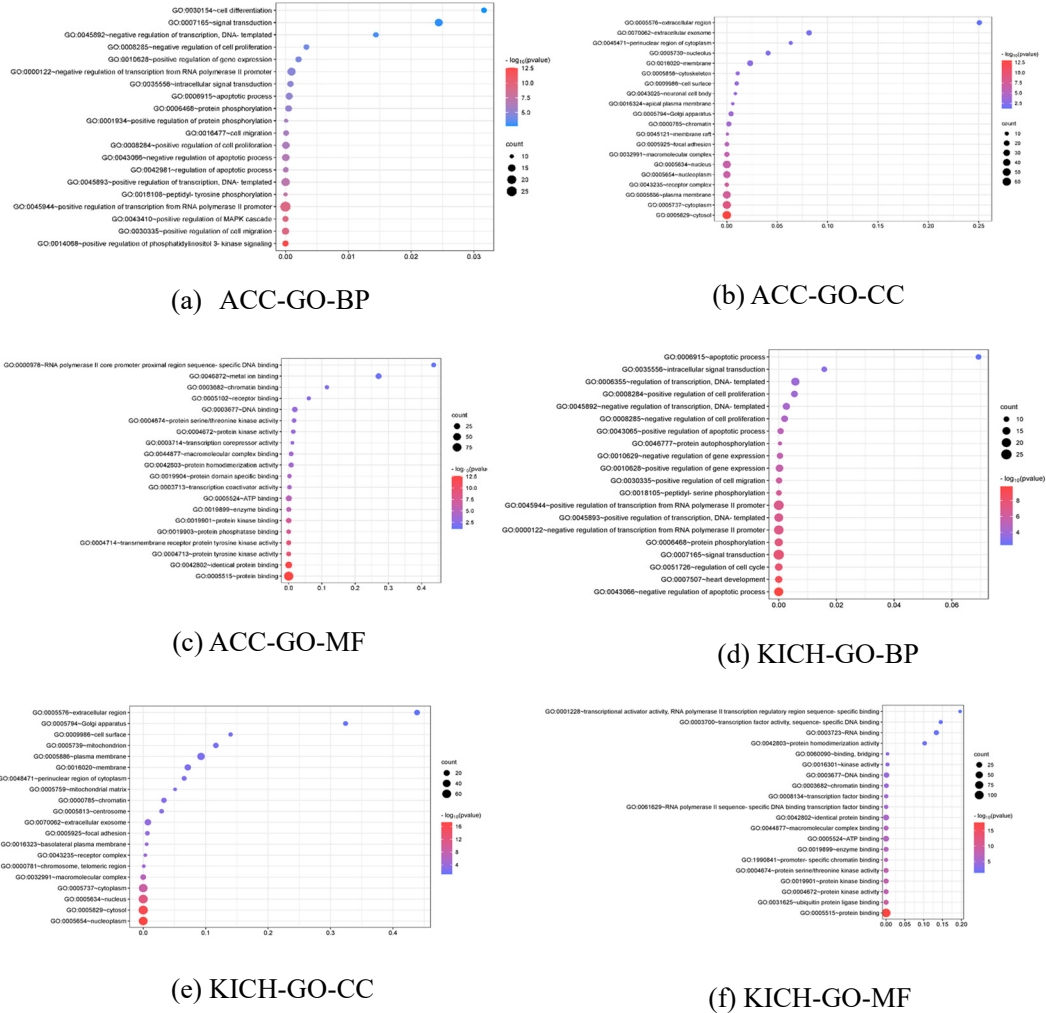 GO:0030154~cell differentiation
GO:0007165~signal transduction
GO:0045892~negative regulation of transcription, DNA- templated
GO:0008285~negative regulation of cell proliferation
GO:0010628~positive regulation of gene expression
GO:0000122~negative regulation of transcription from RNA polymerase II promoter
GO:0035556~intracellular signal transduction
GO:0006915~apoptotic process
GO:0006468~protein phosphorylation
GO:0001934~positive regulation of protein phosphorylation
GO:0016477~cell migration
GO:0008284~positive regulation of cell proliferation
GO:0043066~negative regulation of apoptotic process
GO:0042981~regulation of apoptotic process
GO:0045893~positive regulation of transcription, DNA- templated
GO:0018108~peptidyl- tyrosine phosphorylation
GO:0045944~positive regulation of transcription from RNA polymerase II promoter
GO:0043410~positive regulation of MAPK cascade
GO:0030335~positive regulation of cell migration
GO:0014068~positive regulation of phosphatidylinositol 3- kinase signaling
0.00 0.01 0.02 0.03
- log10(pvalue)
12.5
10.0
7.5
5.0
count
10
15
20
25
(a) ACC-GO-BP
GO:0005576~extracellular region
GO:0070062~extracellular exosome
GO:0048471~perinuclear region of cytoplasm
GO:0005730~nucleolus
GO:0016020~membrane
GO:0005856~cytoskeleton
GO:0009986~cell surface
GO:0043025~neuronal cell body
GO:0016324~apical plasma membrane
GO:0005794~Golgi apparatus
GO:0000785~chromatin
GO:0045121~membrane raft
GO:0005925~focal adhesion
GO:0032991~macromolecular complex
GO:0005634~nucleus
GO:0005654~nucleoplasm
GO:0043235~receptor complex
GO:0005886~plasma membrane
GO:0005737~cytoplasm
GO:0005829~cytosol
0.00 0.05 0.10 0.15 0.20 0.25
- log10(pvalue)
12.5
10.0
7.5
5.0
2.5
count
10
20
30
40
50
60
(b) ACC-GO-CC
GO:0000978~RNA polymerase II core promoter proximal region sequence- specific DNA binding
GO:0046872~metal ion binding
GO:0003682~chromatin binding
GO:0005102~receptor binding
GO:0003677~DNA binding
GO:0004674~protein serine/threonine kinase activity
GO:0004672~protein kinase activity
GO:0003714~transcription corepressor activity
GO:0044877~macromolecular complex binding
GO:0042803~protein homodimerization activity
GO:0019904~protein domain specific binding
GO:0003713~transcription coactivator activity
GO:0005524~ATP binding
GO:0019899~enzyme binding
GO:0019901~protein kinase binding
GO:0019903~protein phosphatase binding
GO:0004714~transmembrane receptor protein tyrosine kinase activity
GO:0004713~protein tyrosine kinase activity
GO:0042802~identical protein binding
GO:0005515~protein binding
0.0 0.1 0.2 0.3 0.4
count
25
50
75
- log10(pvalu
12.5
10.0
7.5
5.0
2.5
(c) ACC-GO-MF
GO:0006915~apoptotic process
GO:0035556~intracellular signal transduction
GO:0006355~regulation of transcription, DNA- templated
GO:0008284~positive regulation of cell proliferation
GO:0045892~negative regulation of transcription, DNA- templated
GO:0008285~negative regulation of cell proliferation
GO:0043065~positive regulation of apoptotic process
GO:0046777~protein autophosphorylation
GO:0010629~negative regulation of gene expression
GO:0010628~positive regulation of gene expression
GO:0030335~positive regulation of cell migration
GO:0018105~peptidyl- serine phosphorylation
GO:0045944~positive regulation of transcription from RNA polymerase II promoter
GO:0045893~positive regulation of transcription, DNA- templated
GO:0000122~negative regulation of transcription from RNA polymerase II promoter
GO:0006468~protein phosphorylation
GO:0007165~signal transduction
GO:0051726~regulation of cell cycle
GO:0007507~heart development
GO:0043066~negative regulation of apoptotic process
0.00 0.02 0.04 0.06
count
10
15
20
25
- log10(pvalue)
8
6
4
(d) KICH-GO-BP
GO:0005576~extracellular region
GO:0005794~Golgi apparatus
GO:0009986~cell surface
GO:0005739~mitochondrion
GO:0005886~plasma membrane
GO:0016020~membrane
GO:0048471~perinuclear region of cytoplasm
GO:0005759~mitochondrial matrix
GO:0000785~chromatin
GO:0005813~centrosome
GO:0070062~extracellular exosome
GO:0005925~focal adhesion
GO:0016323~basolateral plasma membrane
GO:0043235~receptor complex
GO:0000781~chromosome, telomeric region
GO:0032991~macromolecular complex
GO:0005737~cytoplasm
GO:0005634~nucleus
GO:0005829~cytosol
GO:0005654~nucleoplasm
0.0 0.1 0.2 0.3 0.4
count
20
40
60
- log10(pvalue)
16
12
8
4
(e) KICH-GO-CC
GO:0001228~transcriptional activator activity, RNA polymerase II transcription regulatory region sequence- specific binding
GO:0003700~transcription factor activity, sequence- specific DNA binding
GO:0003723~RNA binding
GO:0042803~protein homodimerization activity
GO:0060090~binding, bridging
GO:0016301~kinase activity
GO:0003677~DNA binding
GO:0003682~chromatin binding
GO:0008134~transcription factor binding
GO:0061629~RNA polymerase II sequence- specific DNA binding transcription factor binding
GO:0042802~identical protein binding
GO:0044877~macromolecular complex binding
GO:0005524~ATP binding
GO:0019899~enzyme binding
GO:1990841~promoter- specific chromatin binding
GO:0004674~protein serine/threonine kinase activity
GO:0019901~protein kinase binding
GO:0004672~protein kinase activity
GO:0031625~ubiquitin protein ligase binding
GO:0005515~protein binding
0.00 0.05 0.10 0.15 0.20
count
25
50
75
100
- log10(pvalue)
15
10
5
(f) KICH-GO-MF